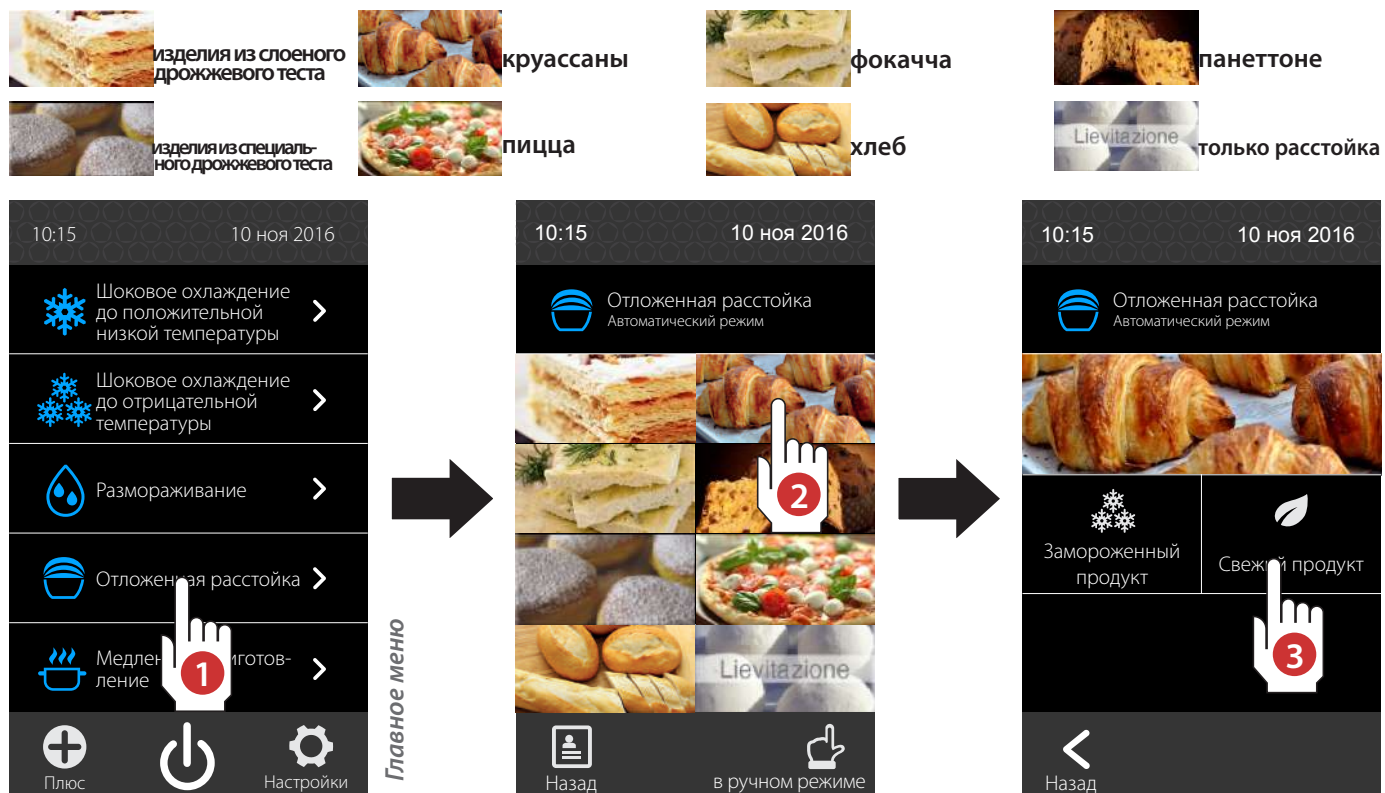 изделия из слоеного
дрожжевого теста
круассаны
фокачча
панеттоне
изделия из специаль-
ного дрожжевого теста
пицца
хлеб
Lievitazione
только расстойка
10:15 10 ноя 2016
Шоковое охлаждение
до положительной
низкой температуры
Шоковое охлаждение
до отрицательной
температуры
Размораживание
Отложенная расстойка
ление
1
Плюс
Настройки
Главное меню
10:15 10 ноя 2016
Отложенная расстойка
Автоматический режим
2
Lievitazione
Назад
в ручном режиме
10:15 10 ноя 2016
Отложенная расстойка
Автоматический режим
Замороженный
продукт
Свежий продукт
3
Назад